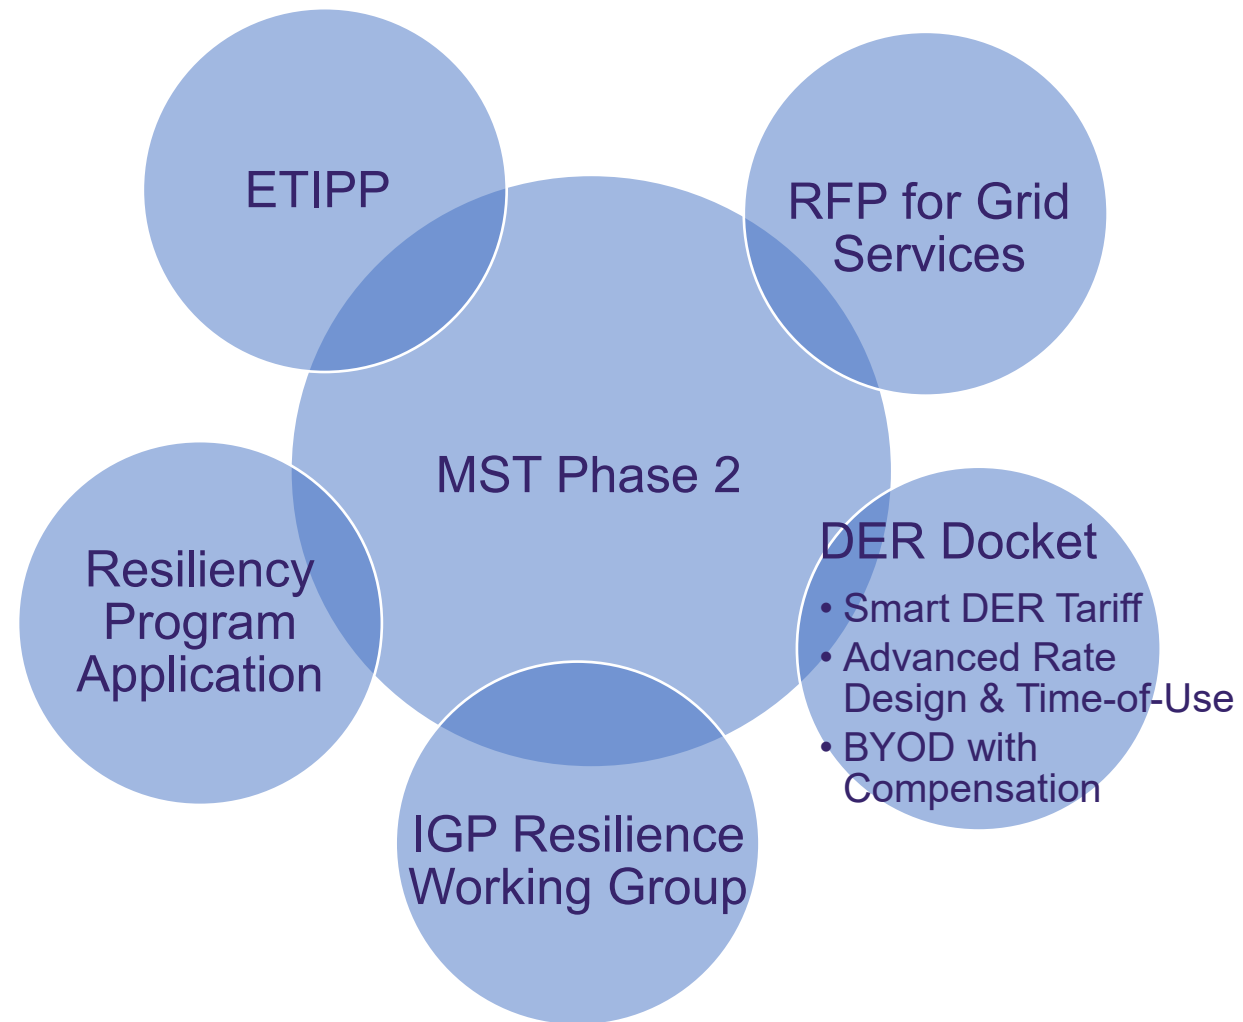 ETIPP
RFP for Grid
Services
MST Phase 2
DER Docket
• Smart DER Tariff
• Advanced Rate
Design & Time-of-Use
• BYOD with
Compensation
Resiliency
Program
Application
IGP Resilience
Working Group